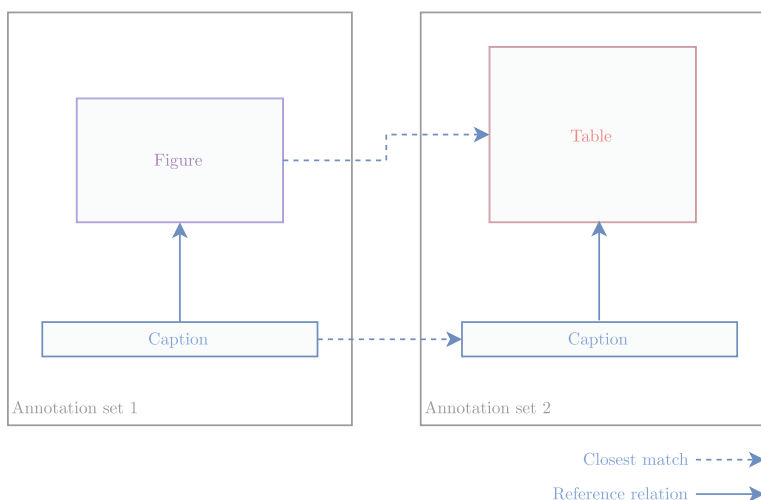 Figure
Table
Caption
Caption
Annotation set 1
Annotation set 2
Closest match
Reference relation